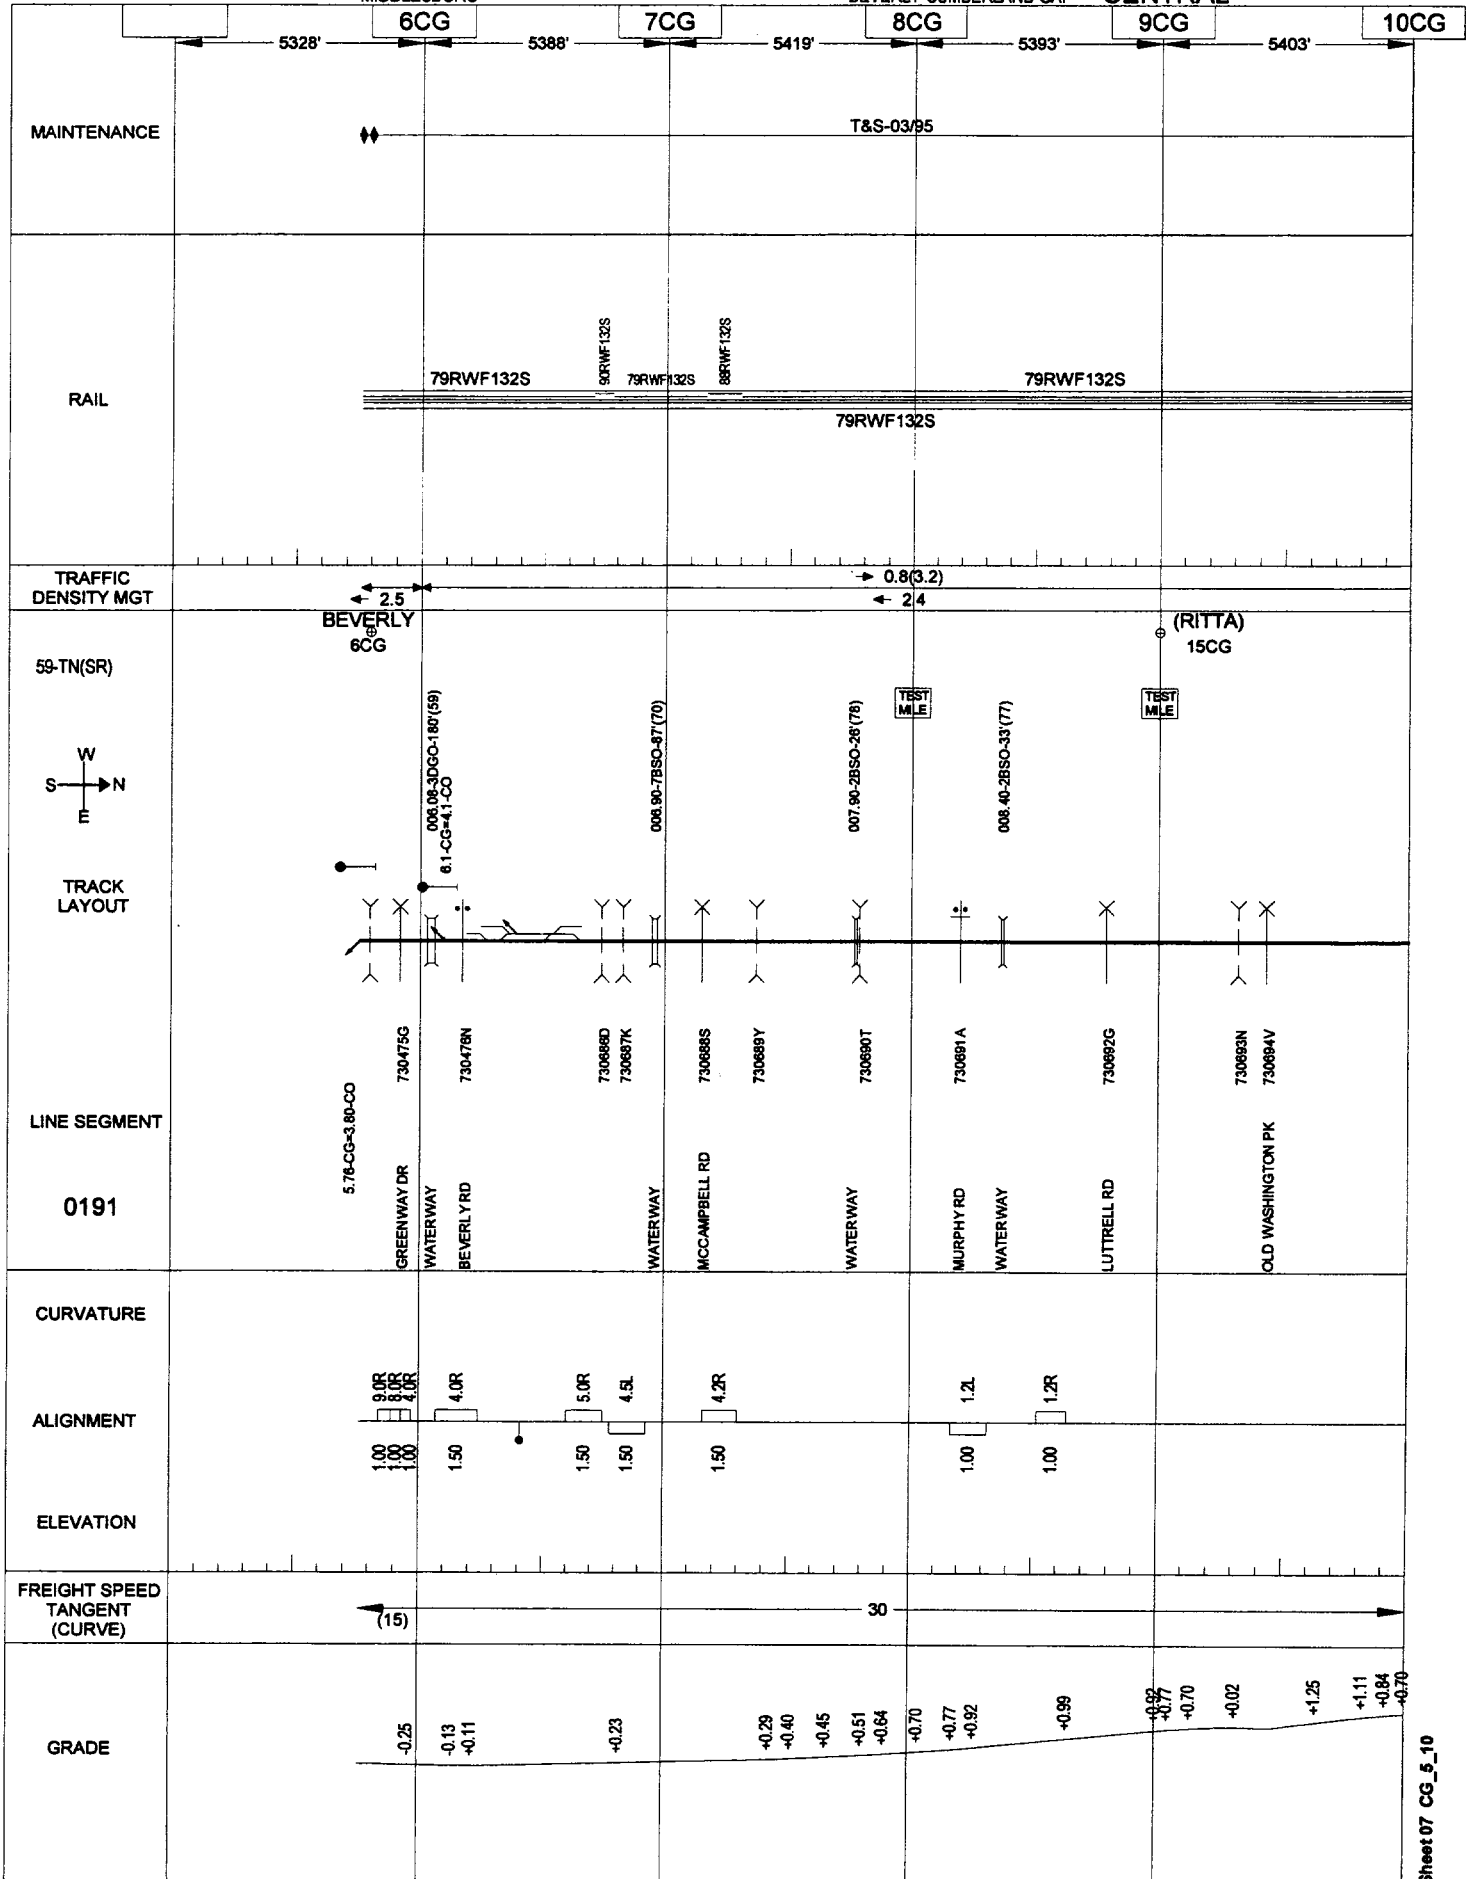 6CG 7CG 8CG 9CG 10CG
5328' 5388' 5419' 5393' 5403'
MAINTENANCE
T&S-03/95
RAIL
79RWF132S
90RWF132S
79RWF132S
88RWF132S
79RWF132S
79RWF132S
TRAFFIC
DENSITY MGT
0.8(3.2)
2.5
2.4
BEVERLY
6CG
(RITTA)
15CG
59-TN(SR)
TEST
MILE
TEST
MILE
W
S N
E
006.08-3DGO-180'(59)
6.1-CG=4.1-CO
006.90-7BSO-87'(70)
007.90-2BSO-26'(78)
008.40-2BSO-33'(77)
TRACK
LAYOUT
730475G
730476N
730686D
730687K
730688S
730689Y
730690T
730691A
730692G
730693N
730694V
LINE SEGMENT
0191
5.76-CG=3.80-CO
GREENWAY DR
WATERWAY
BEVERLY RD
WATERWAY
MCCAMPBELL RD
WATERWAY
MURPHY RD
WATERWAY
LUTTRELL RD
OLD WASHINGTON PK
CURVATURE
9.0R
8.0R
4.0R
4.0R
5.0R
4.5L
4.2R
1.2L
1.2R
ALIGNMENT
1.00
1.00
1.00
1.50
1.50
1.50
1.50
1.00
1.00
ELEVATION
FREIGHT SPEED
TANGENT
(CURVE)
(15)
30
GRADE
-0.25
-0.13
+0.11
+0.23
+0.29
+0.40
+0.45
+0.51
+0.64
+0.70
+0.77
+0.92
+0.99
+0.92
+0.77
+0.70
+0.02
+1.25
+1.11
+0.84
+0.70
Sheet 07 CG_5_10